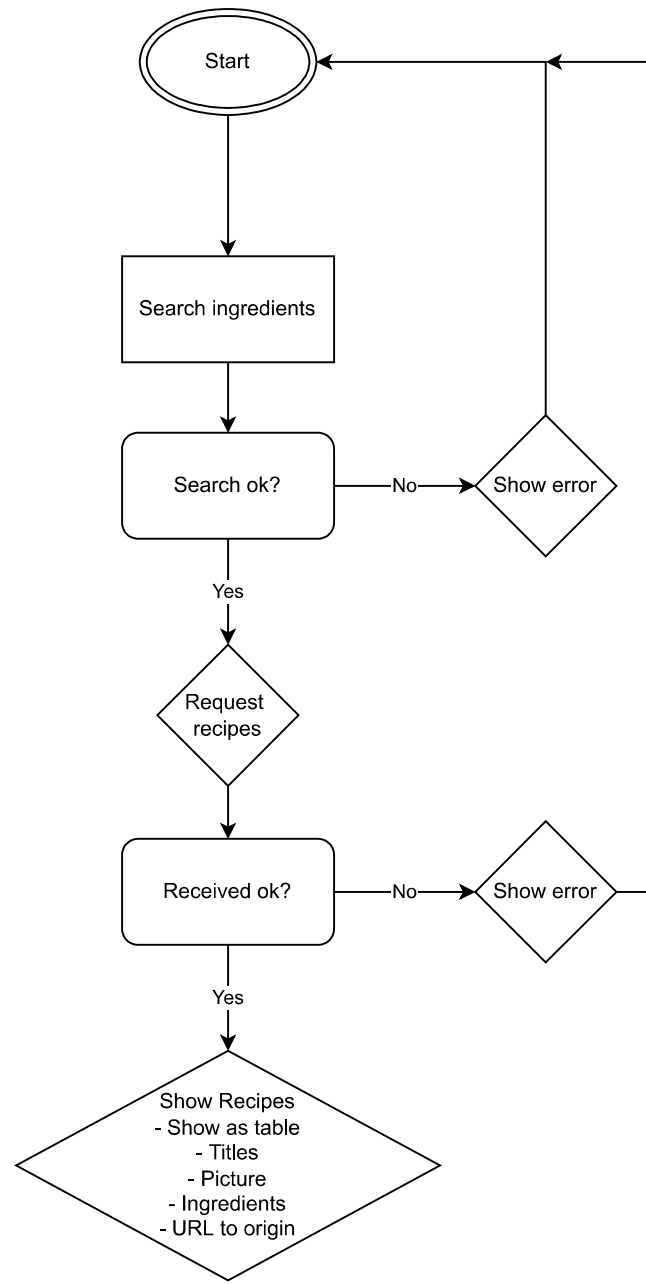 Start
Search ingredients
Search ok?
No
Show error
Yes
Request
recipes
Received ok?
No
Show error
Yes
Show Recipes
- Show as table
- Titles
- Picture
- Ingredients
- URL to origin